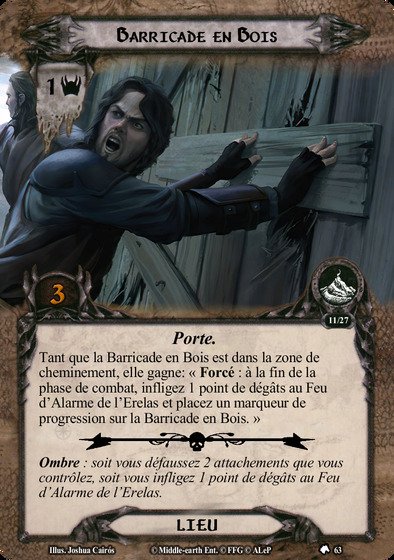 Barricade en Bois
1
3
11/27
Porte.
Tant que la Barricade en Bois est dans la zone de
cheminement, elle gagne: « Forcé : à la fin de la
phase de combat, infligez 1 point de dégâts au Feu
d'Alarme de l'Erelas et placez un marqueur de
progression sur la Barricade en Bois. »
Ombre : soit vous défaussez 2 attachements que vous
contrôlez, soit vous infligez 1 point de dégâts au Feu
d'Alarme de l'Erelas.
LIEU
Illus. Joshua Cairós ©Middle-earth Ent. © FFG © ALeP 63